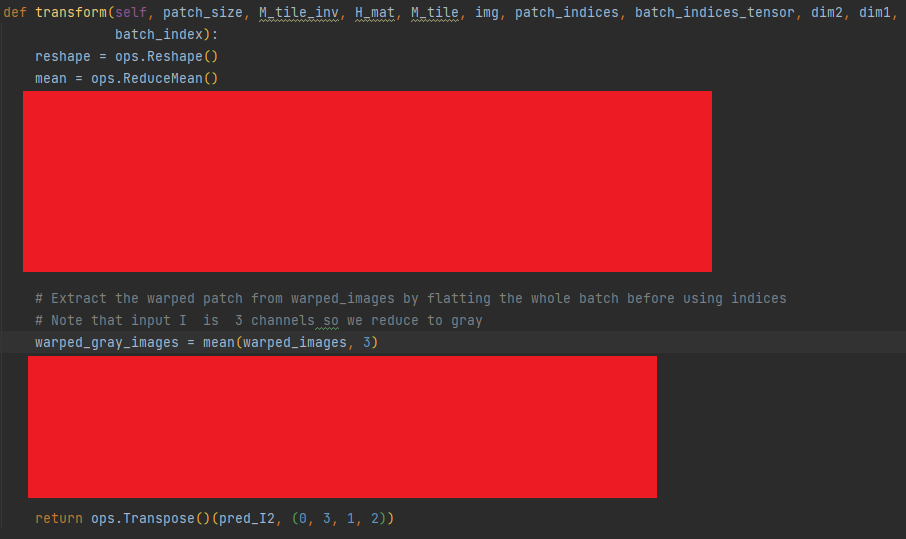 def transform(self, patch_size, M_tile_inv, H_mat, M_tile, img, patch_indices, batch_indices_tensor, dim2, dim1,
batch_index):
reshape = ops.Reshape()
mean = ops.ReduceMean()
# Extract the warped patch from warped_images by flatting the whole batch before using indices
# Note that input I  is  3 channels so we reduce to gray
warped_gray_images = mean(warped_images, 3)
return ops.Transpose()(pred_I2, (0, 3, 1, 2))